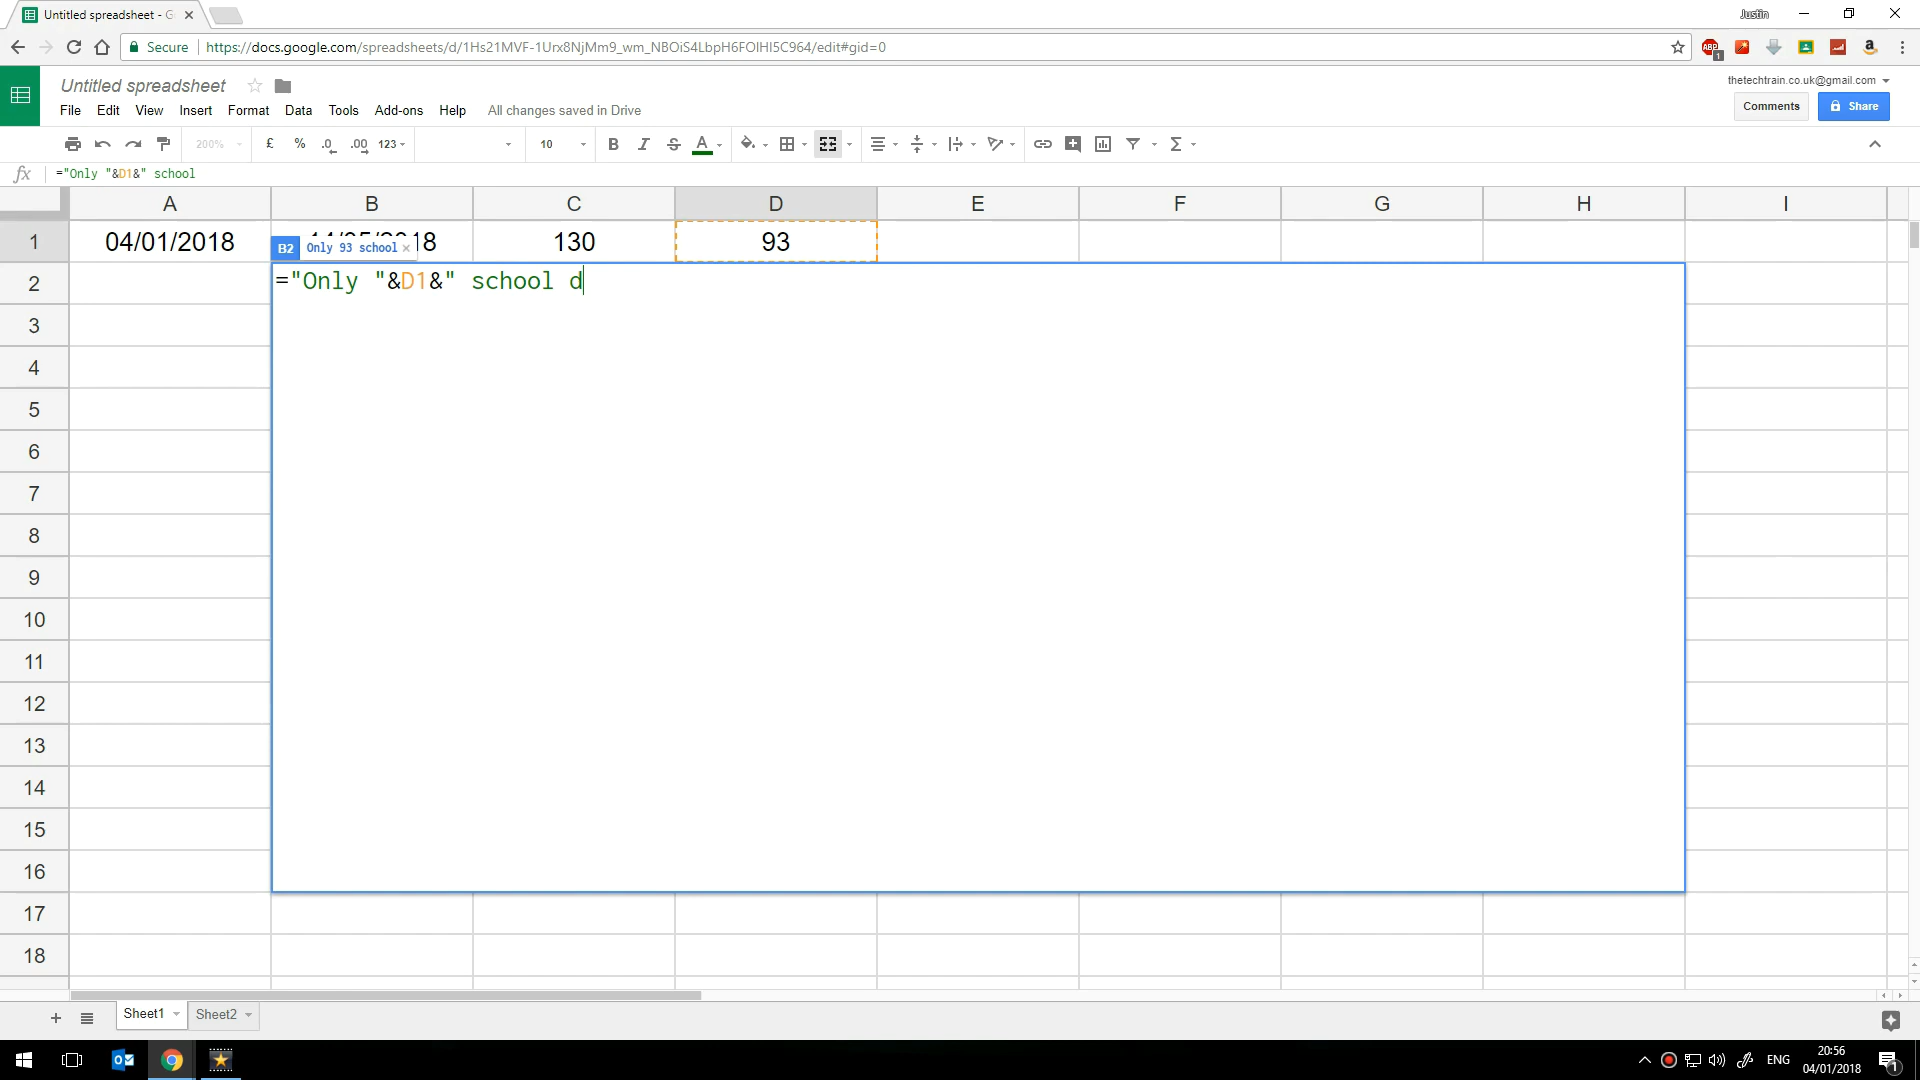 Untitled spreadsheet - G
Justin
Secure https://docs.google.com/spreadsheets/d/1Hs21MVF-1Urx8NjMm9_wm_NBOiS4LbpH6FOlHI5C964/edit#gid=0
ABP
1
a
Untitled spreadsheet
thetechtrain.co.uk@gmail.com
File Edit View Insert Format Data Tools Add-ons Help All changes saved in Drive
Comments Share
200% £ % .0 .00 123 10 B I S A Σ
fx ="Only "&D1&" school
A B C D E F G H I
1 04/01/2018 18 130 93
B2 Only 93 school ×
2 ="Only "&D1&" school d
3
4
5
6
7
8
9
10
11
12
13
14
15
16
17
18
+ Sheet1 Sheet2
ENG
20:56
04/01/2018
1